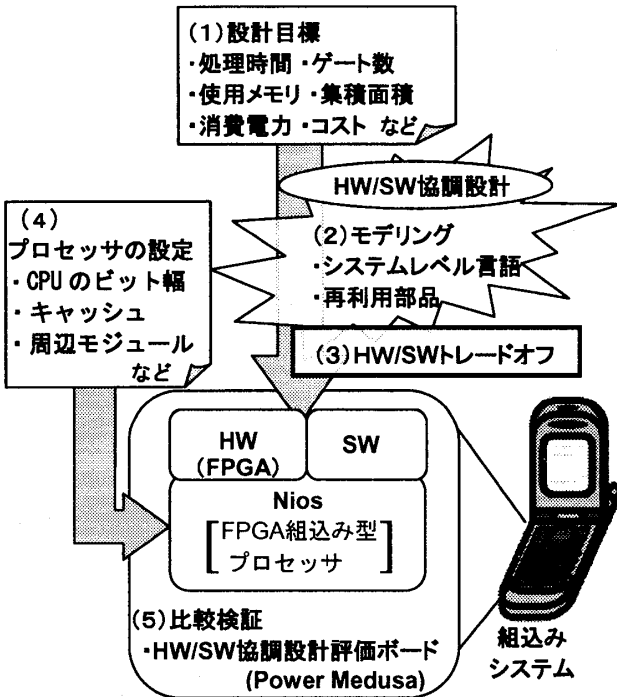 (1)設計目標
・処理時間 ・ゲート数
・使用メモリ ・集積面積
・消費電力 ・コスト など
HW/SW協調設計
(2)モデリング
・システムレベル言語
・再利用部品
(3)HW/SWトレードオフ
(4)
プロセッサの設定
・CPUのビット幅
・キャッシュ
・周辺モジュール
など
HW
(FPGA)
SW
Nios
[FPGA組込み型
プロセッサ]
(5)比較検証
・HW/SW協調設計評価ボード
(Power Medusa)
組込み
システム